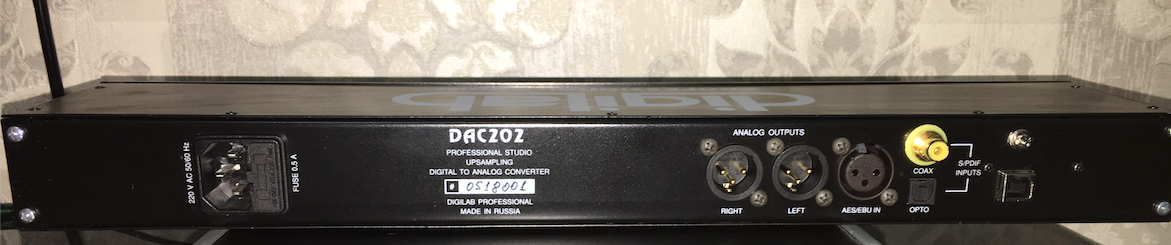 digilab
220 V AC 50/60 Hz
FUSE 0.5 A
DAC202
PROFESSIONAL STUDIO
UPSAMPLING
DIGITAL TO ANALOG CONVERTER
# 0518001
DIGILAB PROFESSIONAL
MADE IN RUSSIA
ANALOG OUTPUTS
RIGHT
LEFT
AES/EBU IN
COAX
OPTO
S/PDIF
INPUTS